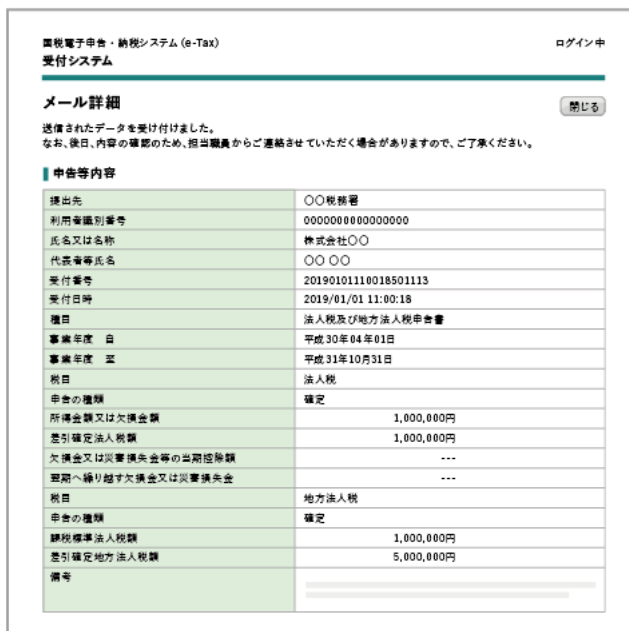 国税電子申告・納税システム(e-Tax)
ログイン中
受付システム
メール詳細
閉じる
送信されたデータを受け付けました。
なお、後日、内容の確認のため、担当職員からご連絡させていただく場合がありますので、ご了承ください。
申告等内容
提出先 〇〇税務署
利用者識別番号 0000000000000000
氏名又は名称 株式会社〇〇
代表者等氏名 〇〇 〇〇
受付番号 20190101110018501113
受付日時 2019/01/01 11:00:18
種目 法人税及び地方法人税申告書
事業年度 自 平成30年04年01日
事業年度 至 平成31年10月31日
税目 法人税
申告の種類 確定
所得金額又は欠損金額 1,000,000円
差引確定法人税額 1,000,000円
欠損金又は災害損失金等の当期控除額 ---
翌期へ繰り越す欠損金又は災害損失金 ---
税目 地方法人税
申告の種類 確定
課税標準法人税額 1,000,000円
差引確定地方法人税額 5,000,000円
備考